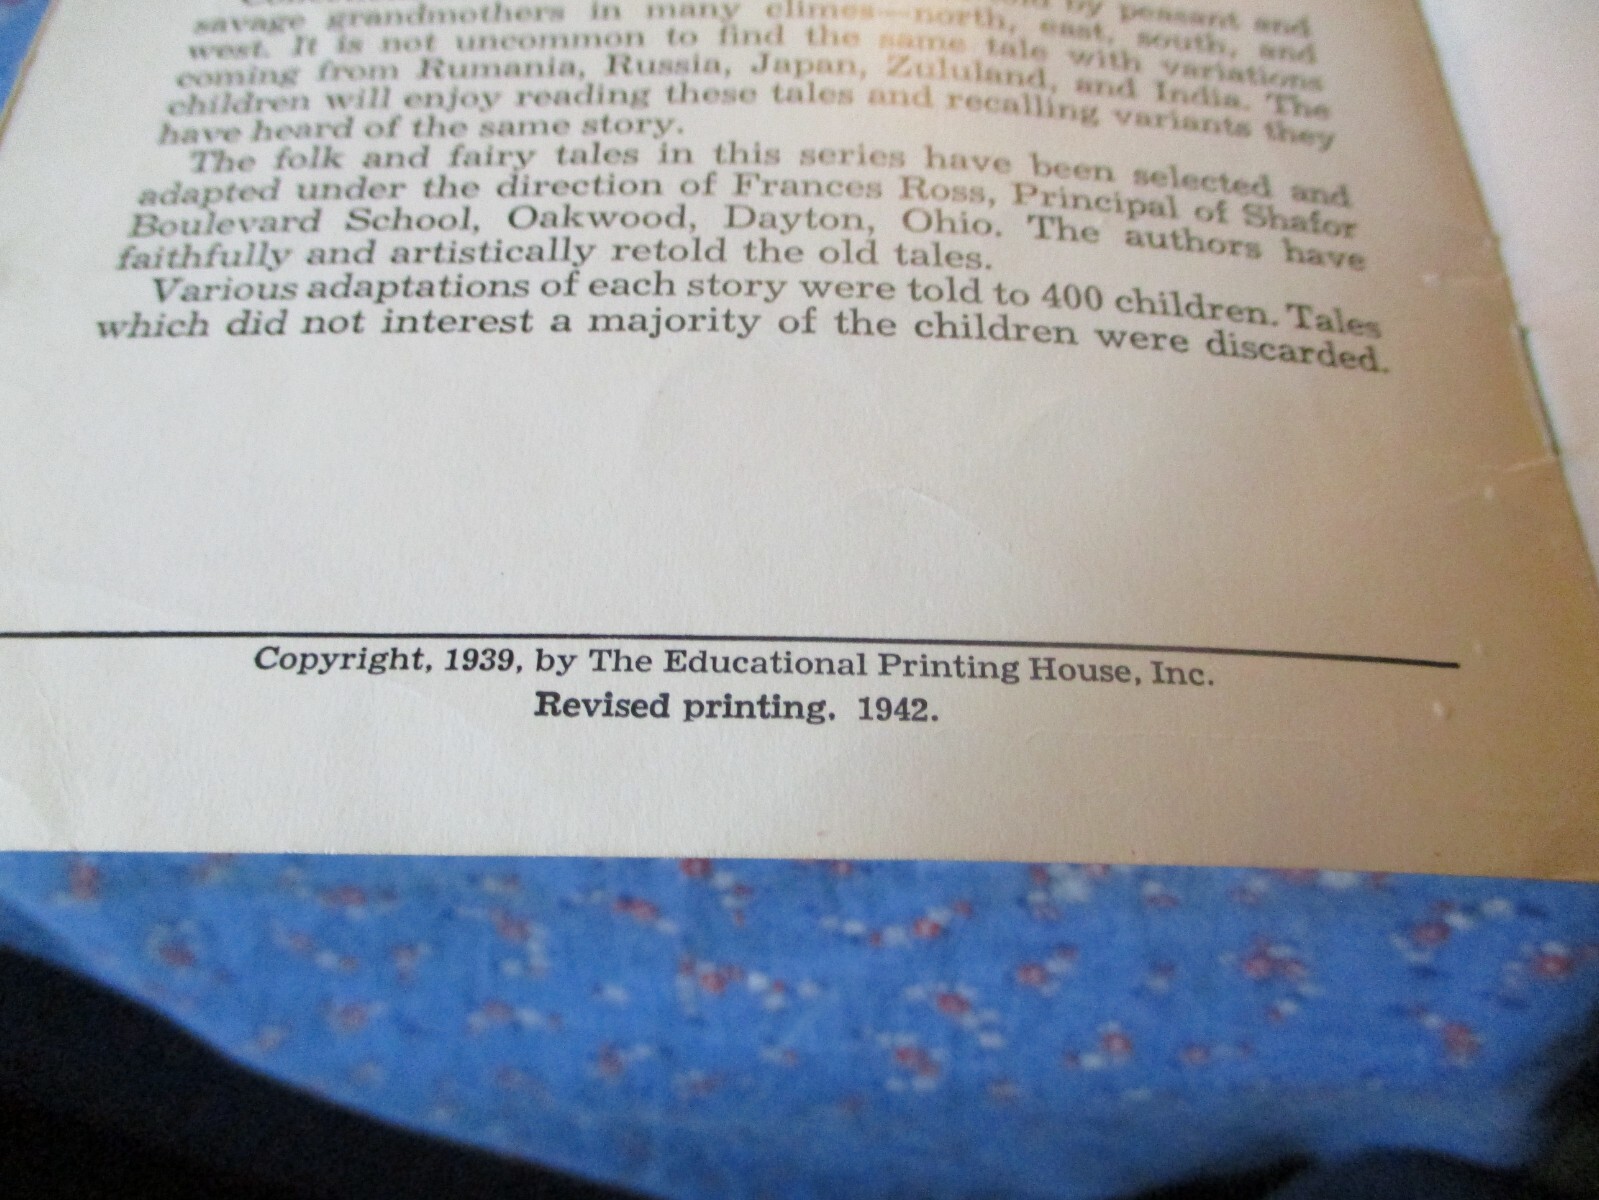 by peasant and
savage grandmothers in many climes—north, east, south, and
west. It is not uncommon to find the same tale with variations
coming from Rumania, Russia, Japan, Zululand, and India. The
children will enjoy reading these tales and recalling variants they
have heard of the same story.
The folk and fairy tales in this series have been selected and
adapted under the direction of Frances Ross, Principal of Shafor
Boulevard School, Oakwood, Dayton, Ohio. The authors have
faithfully and artistically retold the old tales.
Various adaptations of each story were told to 400 children. Tales
which did not interest a majority of the children were discarded.
Copyright, 1939, by The Educational Printing House, Inc.
Revised printing, 1942.